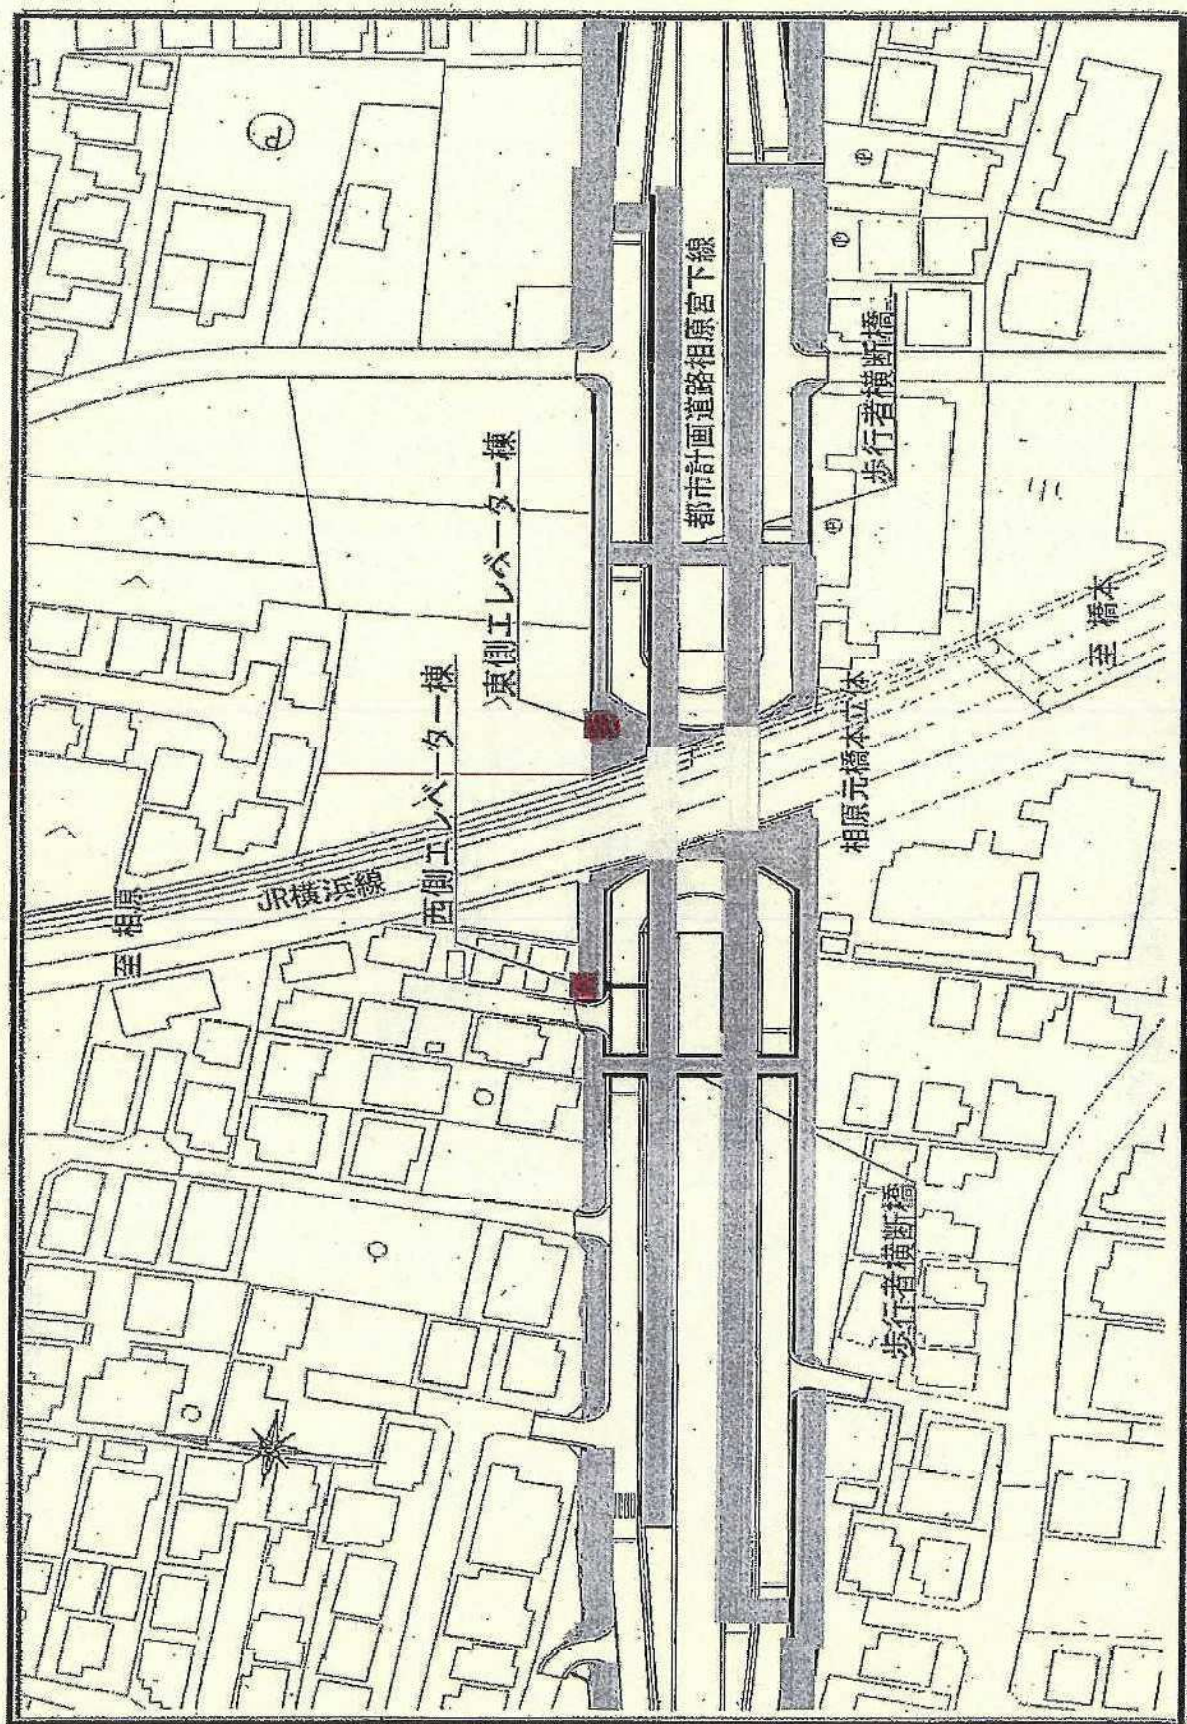 至 相原
JR横浜線
西側エレベーター棟
東側エレベーター棟
都市計画道路相原宮下線
歩行者横断橋
歩行者横断橋
相原元橋本立体
至 橋本